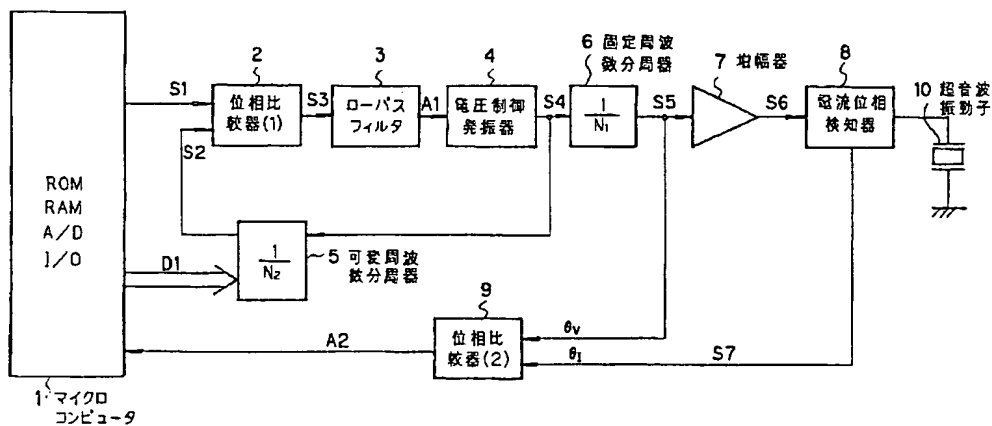 2
位相比
較器(1)
3
ローパス
フィルタ
4
電圧制御
発振器
6 固定周波
数分周器
1
N1
7 増幅器
8
電流位相
検知器
10 超音波
振動子
S1
S2
S3
A1
S4
S5
S6
ROM
RAM
A/D
I/O
D1
1
N2
5 可変周波
数分周器
9
位相比
較器(2)
A2
θV
θI
S7
1 マイクロ
コンピュータ